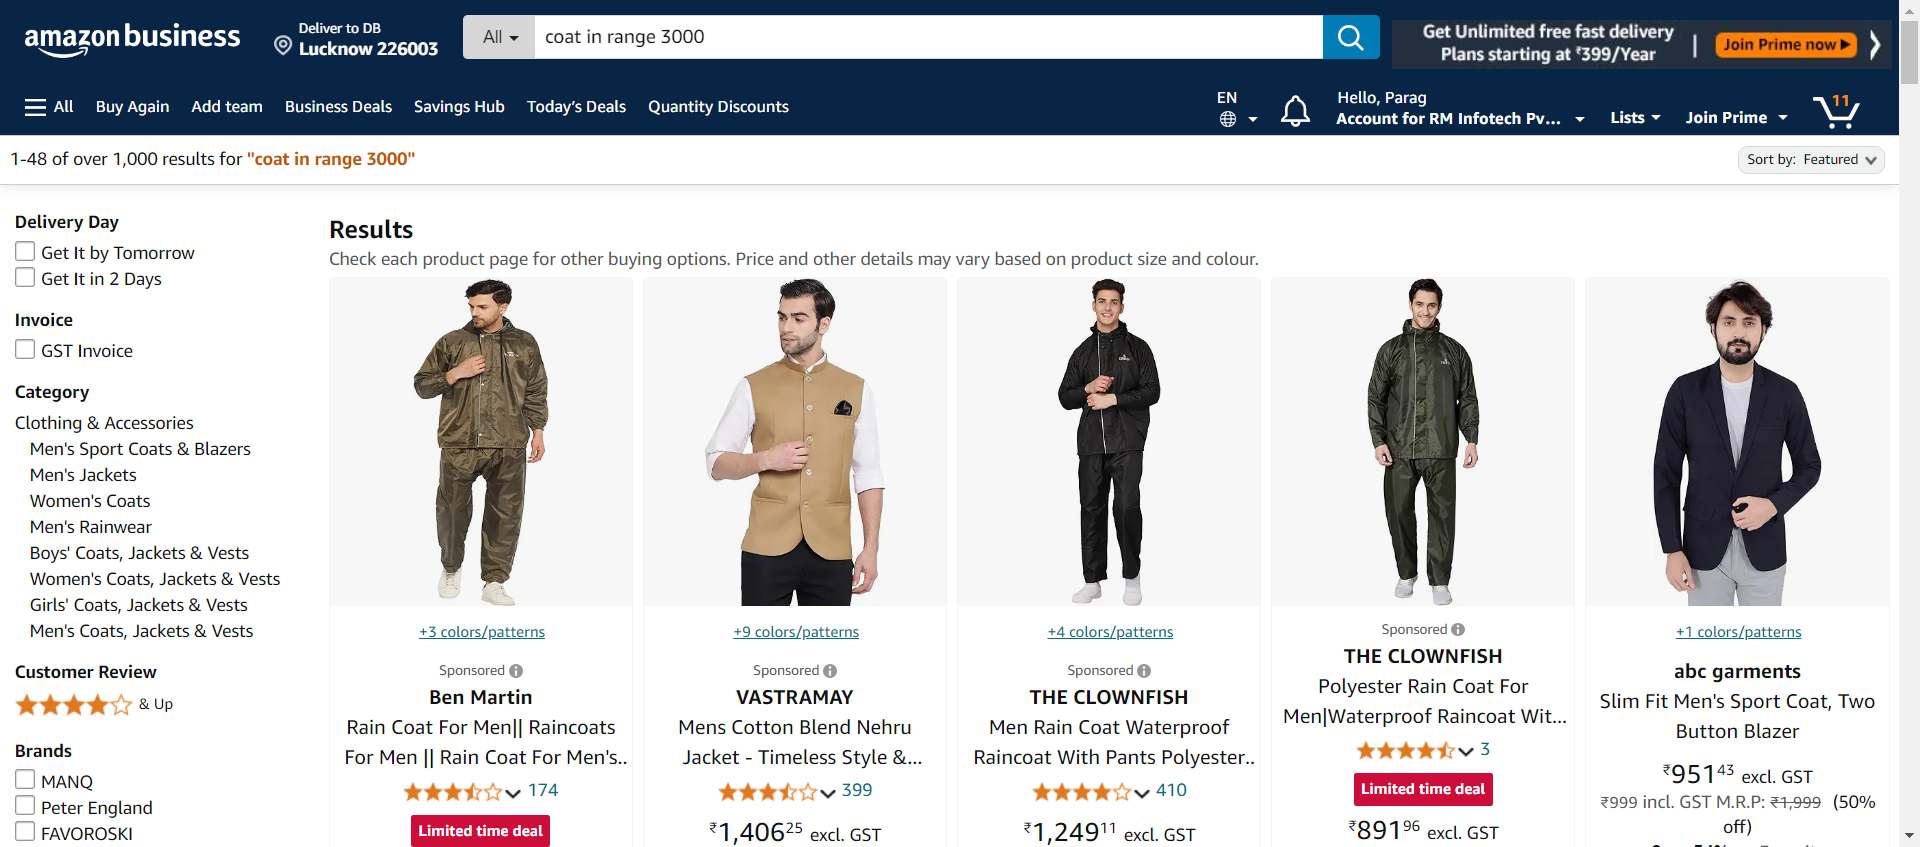 amazon business
Deliver to DB
Lucknow 226003
All
coat in range 3000
Get Unlimited free fast delivery
Plans starting at ₹399/Year
Join Prime now
All
Buy Again
Add team
Business Deals
Savings Hub
Today's Deals
Quantity Discounts
EN
Hello, Parag
Account for RM Infotech Pv...
Lists
Join Prime
11
1-48 of over 1,000 results for "coat in range 3000"
Sort by: Featured
Delivery Day
Get It by Tomorrow
Get It in 2 Days
Invoice
GST Invoice
Category
Clothing & Accessories
Men's Sport Coats & Blazers
Men's Jackets
Women's Coats
Men's Rainwear
Boys' Coats, Jackets & Vests
Women's Coats, Jackets & Vests
Girls' Coats, Jackets & Vests
Men's Coats, Jackets & Vests
Customer Review
& Up
Brands
MANQ
Peter England
FAVOROSKI
Results
Check each product page for other buying options. Price and other details may vary based on product size and colour.
+3 colors/patterns
Sponsored
Ben Martin
Rain Coat For Men|| Raincoats
For Men || Rain Coat For Men's..
174
Limited time deal
+9 colors/patterns
Sponsored
VASTRAMAY
Mens Cotton Blend Nehru
Jacket - Timeless Style &...
399
₹1,406.25 excl. GST
+4 colors/patterns
Sponsored
THE CLOWNFISH
Men Rain Coat Waterproof
Raincoat With Pants Polyester..
410
₹1,249.11 excl. GST
Sponsored
THE CLOWNFISH
Polyester Rain Coat For
Men|Waterproof Raincoat Wit...
3
Limited time deal
₹891.96 excl. GST
+1 colors/patterns
abc garments
Slim Fit Men's Sport Coat, Two
Button Blazer
₹951.43 excl. GST
₹999 incl. GST M.R.P: ₹1,999 (50%
off)